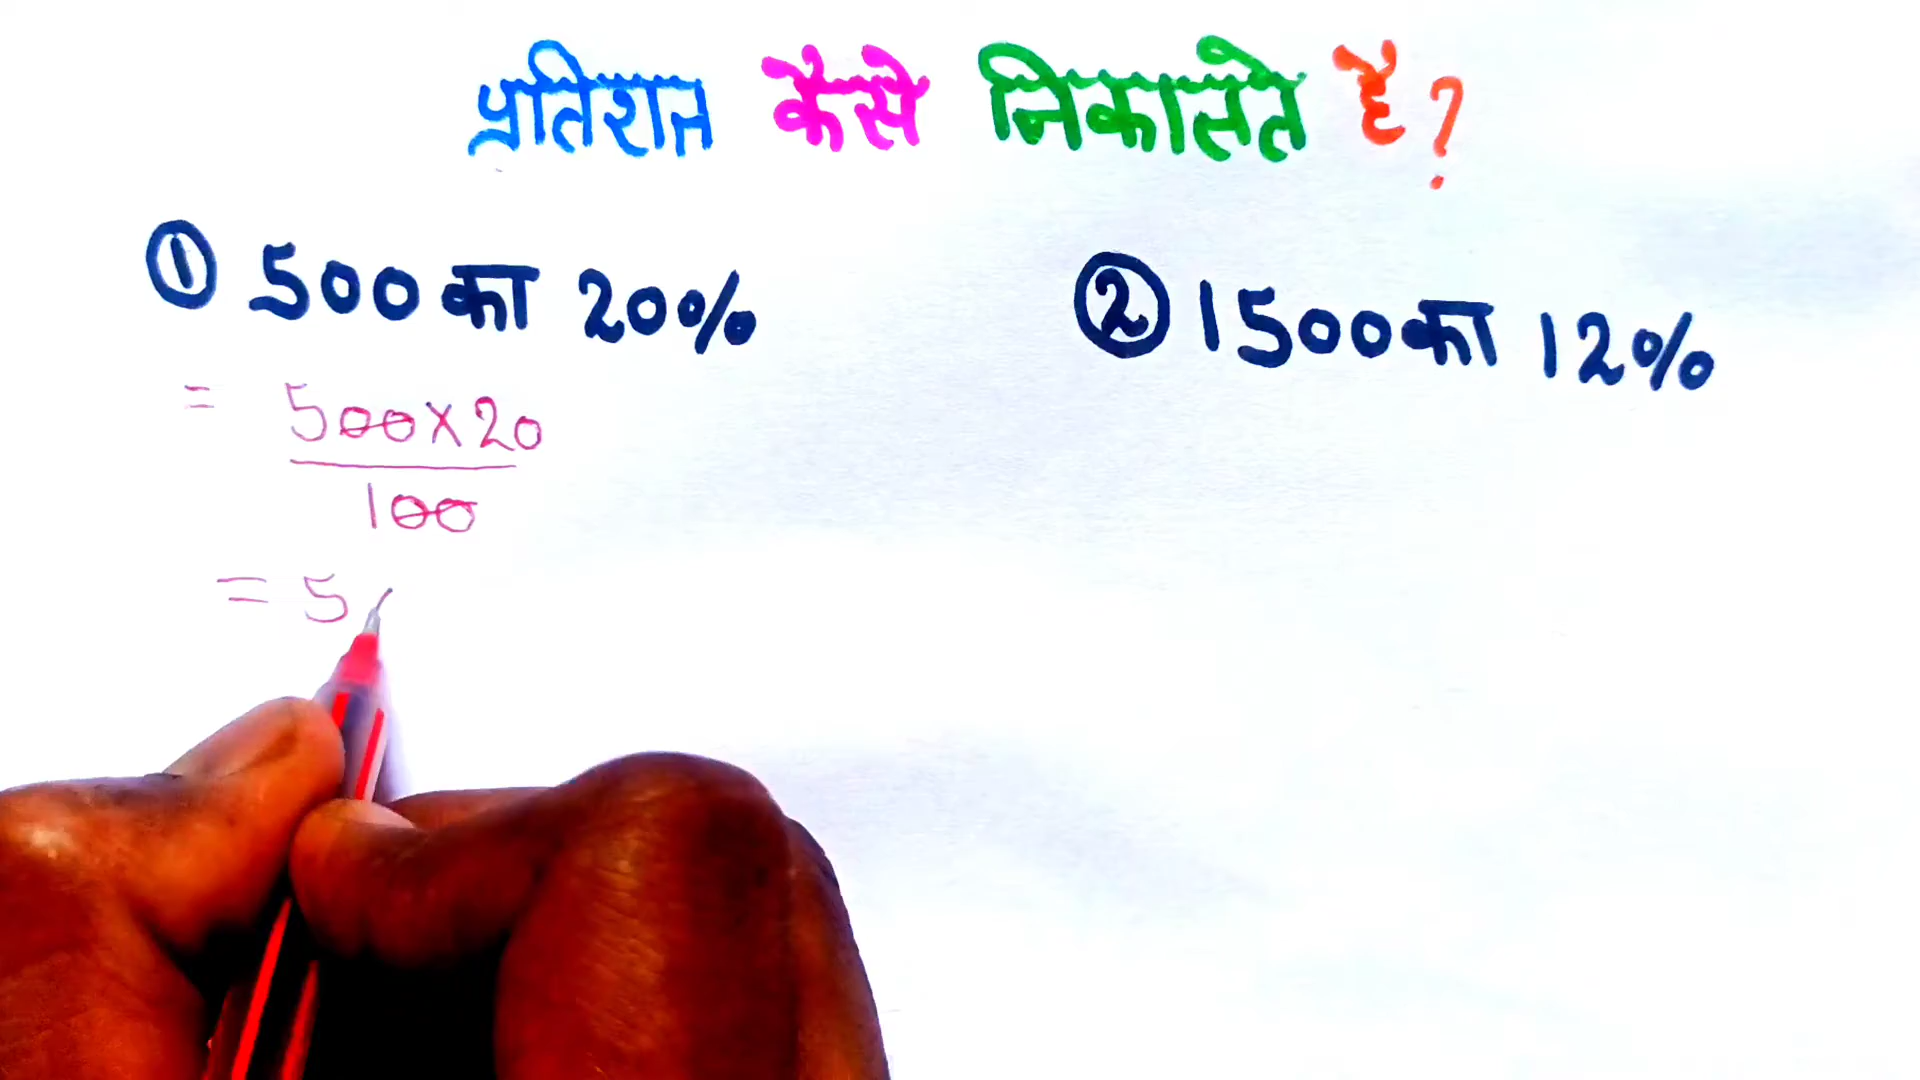 प्रतिशत कैसे निकालते है?
① 500 का 20%
= 500 × 20
100
= 5
② 1500 का 12%